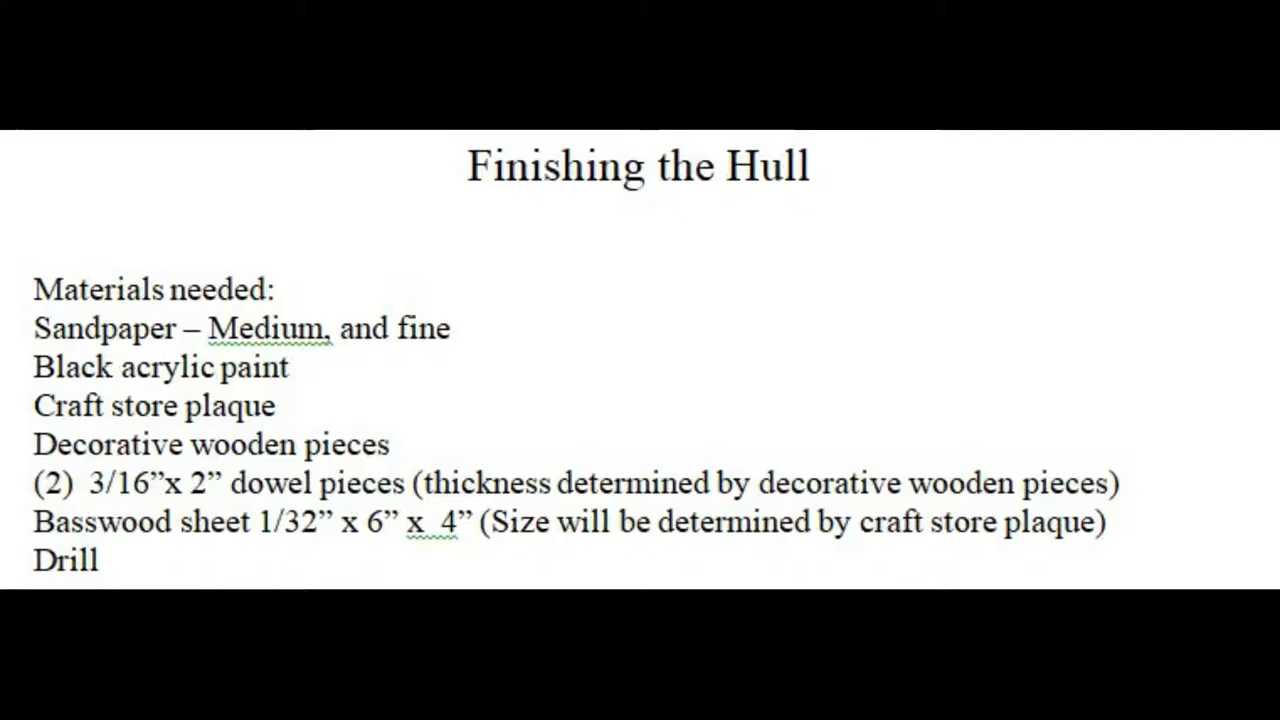 Finishing the Hull
Materials needed:
Sandpaper – Medium, and fine
Black acrylic paint
Craft store plaque
Decorative wooden pieces
(2)  3/16”x 2” dowel pieces (thickness determined by decorative wooden pieces)
Basswood sheet 1/32” x 6” x  4” (Size will be determined by craft store plaque)
Drill